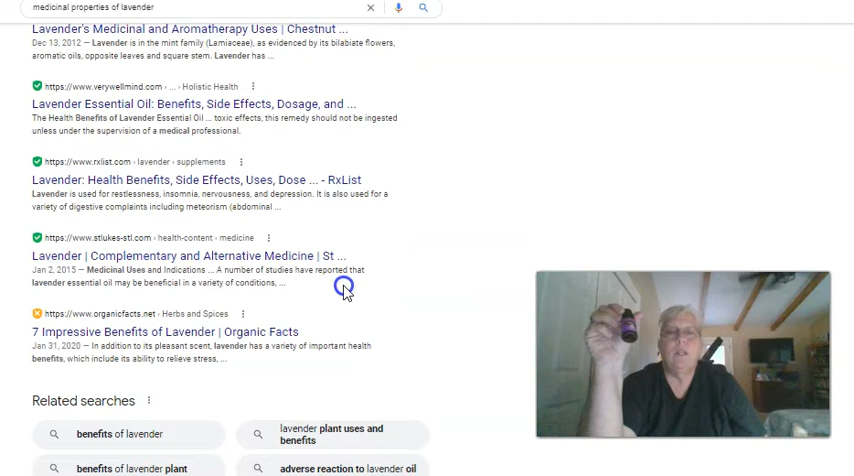 medicinal properties of lavender
Lavender's Medicinal and Aromatherapy Uses | Chestnut ...
Dec 13, 2012 — Lavender is in the mint family (Lamiaceae), as evidenced by its bilabiate flowers,
aromatic oils, opposite leaves and square stem. Lavender has ...
https://www.verywellmind.com › ... › Holistic Health
Lavender Essential Oil: Benefits, Side Effects, Dosage, and ...
The Health Benefits of Lavender Essential Oil ... toxic effects, this remedy should not be ingested
unless under the supervision of a medical professional.
https://www.rxlist.com › lavender › supplements
Lavender: Health Benefits, Side Effects, Uses, Dose ... - RxList
Lavender is used for restlessness, insomnia, nervousness, and depression. It is also used for a
variety of digestive complaints including meteorism (abdominal ...
https://www.stlukes-stl.com › health-content › medicine
Lavender | Complementary and Alternative Medicine | St ...
Jan 2, 2015 — Medicinal Uses and Indications ... A number of studies have reported that
lavender essential oil may be beneficial in a variety of conditions, ...
https://www.organicfacts.net › Herbs and Spices
7 Impressive Benefits of Lavender | Organic Facts
Jan 31, 2020 — In addition to its pleasant scent, lavender has a variety of important health
benefits, which include its ability to relieve stress, ...
Related searches
benefits of lavender
lavender plant uses and
benefits
benefits of lavender plant
adverse reaction to lavender oil